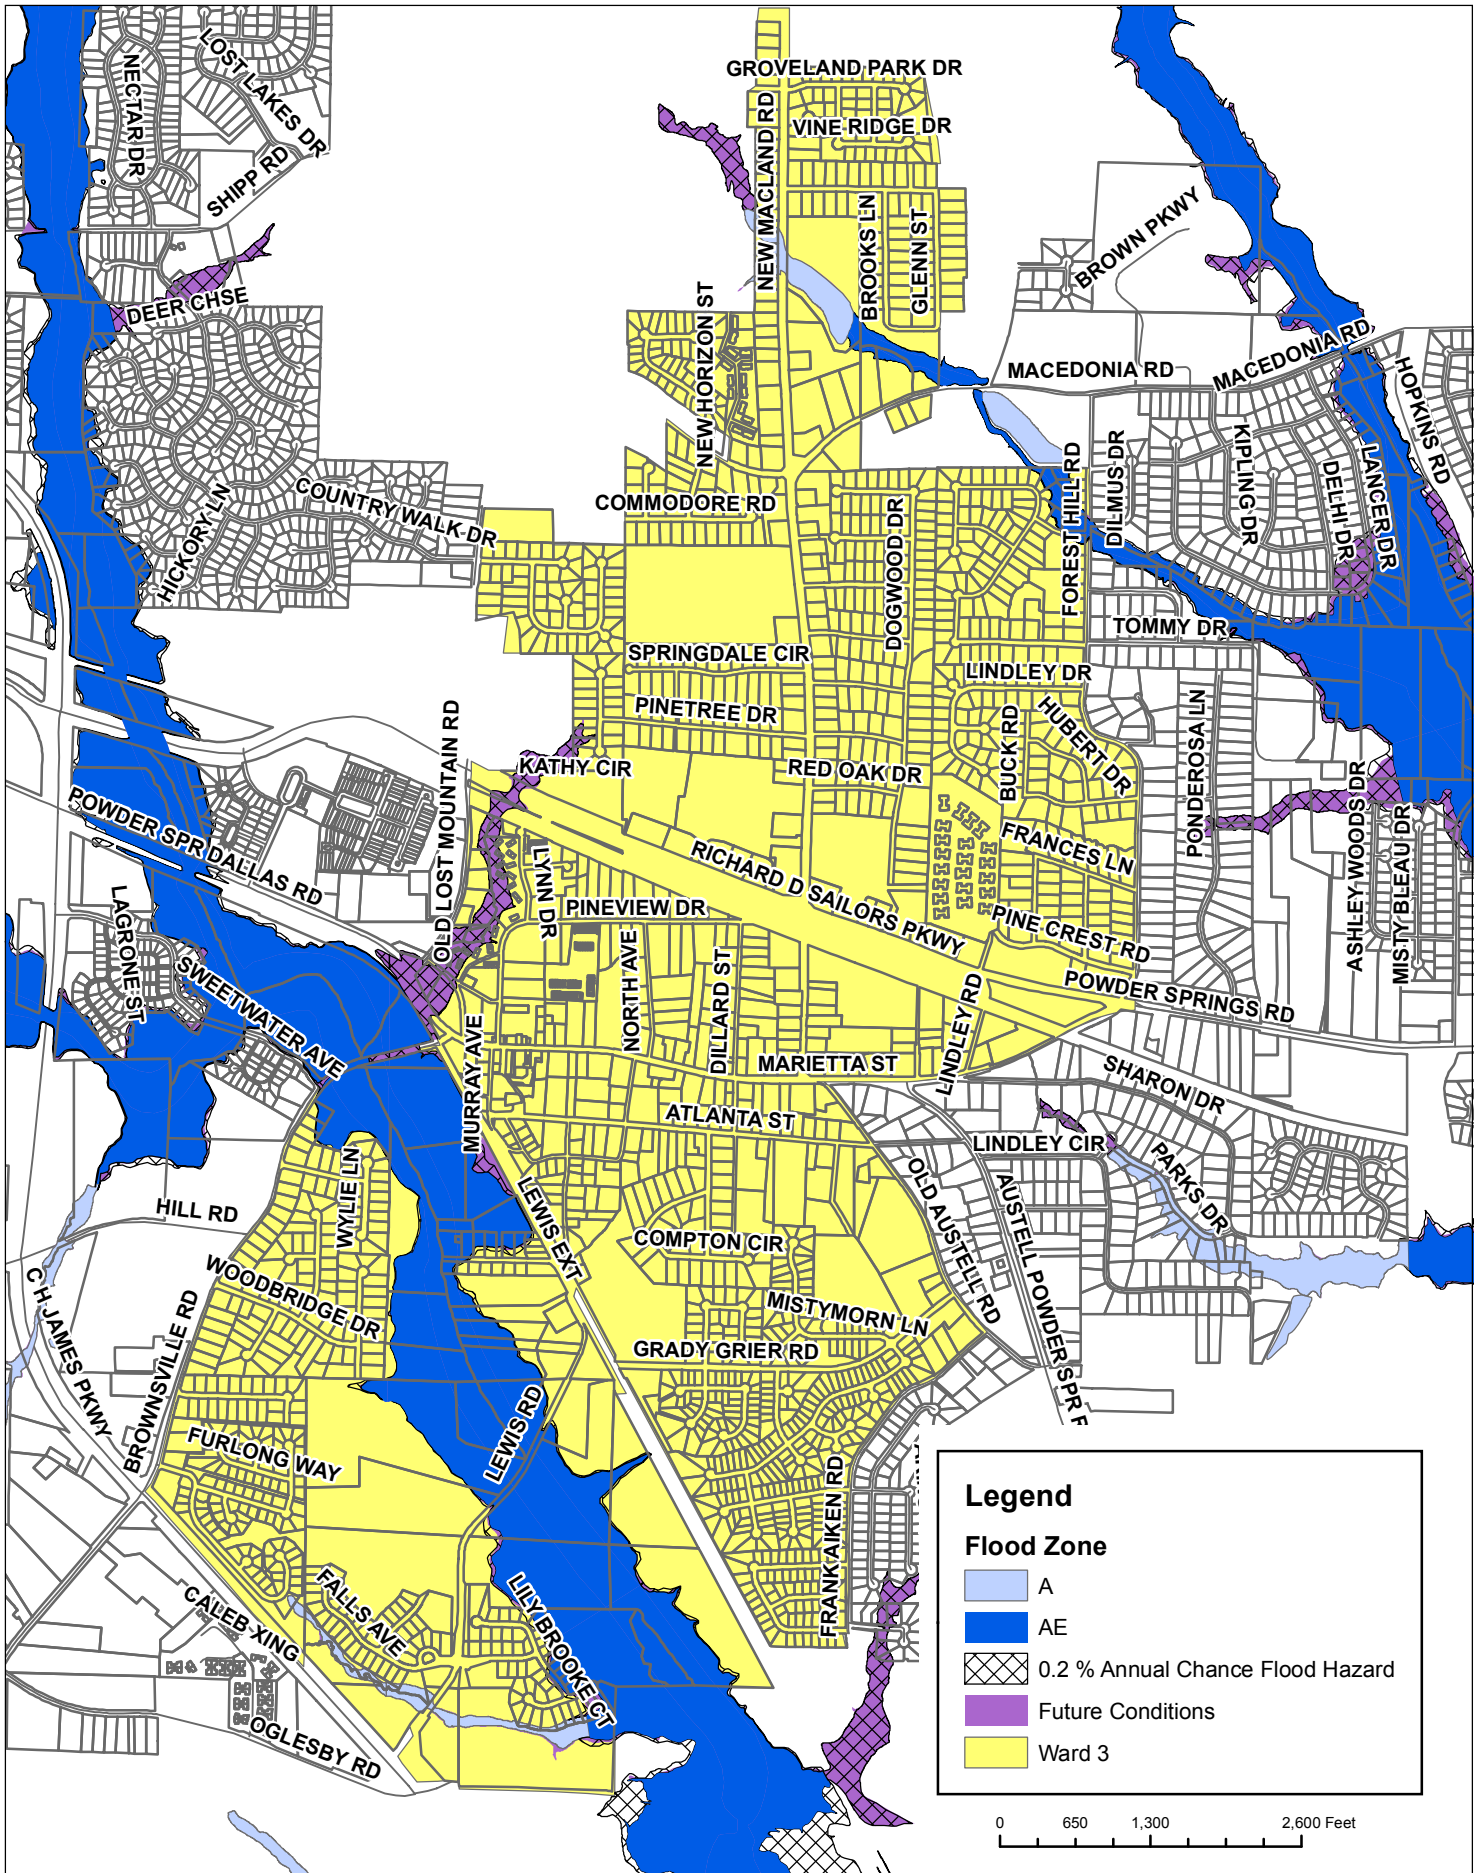 GROVELAND PARK DR
LOST LAKES DR
NECTAR DR
VINE RIDGE DR
NEW MACLAND RD
SHIPP RD
BROOKS LN
GLENN ST
BROWN PKWY
DEER CHSE
NEW HORIZON ST
MACEDONIA RD
MACEDONIA RD
HOPKINS RD
KIPLING DR
DILMUS DR
DELHI DR
LANCER DR
FOREST HILL RD
COMMODORE RD
COUNTRY WALK DR
HICKORY LN
DOGWOOD DR
TOMMY DR
SPRINGDALE CIR
LINDLEY DR
PINETREE DR
BUCK RD
HUBERT DR
PONDEROSA LN
OLD LOST MOUNTAIN RD
KATHY CIR
RED OAK DR
ASHLEY WOODS DR
MISTY BLEAU DR
POWDER SPR DALLAS RD
FRANCES LN
RICHARD D SAILORS PKWY
LYNN DR
PINEVIEW DR
LAGRONE ST
NORTH AVE
DILLARD ST
PINE CREST RD
SWEETWATER AVE
POWDER SPRINGS RD
LINDLEY RD
MURRAY AVE
MARIETTA ST
SHARON DR
ATLANTA ST
LINDLEY CIR
WYLIE LN
HILL RD
LEWIS EXT
OLD AUSTELL RD
AUSTELL POWDER SPR R
PARKS DR
COMPTON CIR
C H JAMES PKWY
WOODBRIDGE DR
MISTYMORN LN
BROWNSVILLE RD
GRADY GRIER RD
LEWIS RD
FURLONG WAY
FRANK AIKEN RD
FALLS AVE
LILY BROOKE CT
CALEB XING
OGLESBY RD
Legend
Flood Zone
A
AE
0.2 % Annual Chance Flood Hazard
Future Conditions
Ward 3
0 650 1,300 2,600 Feet